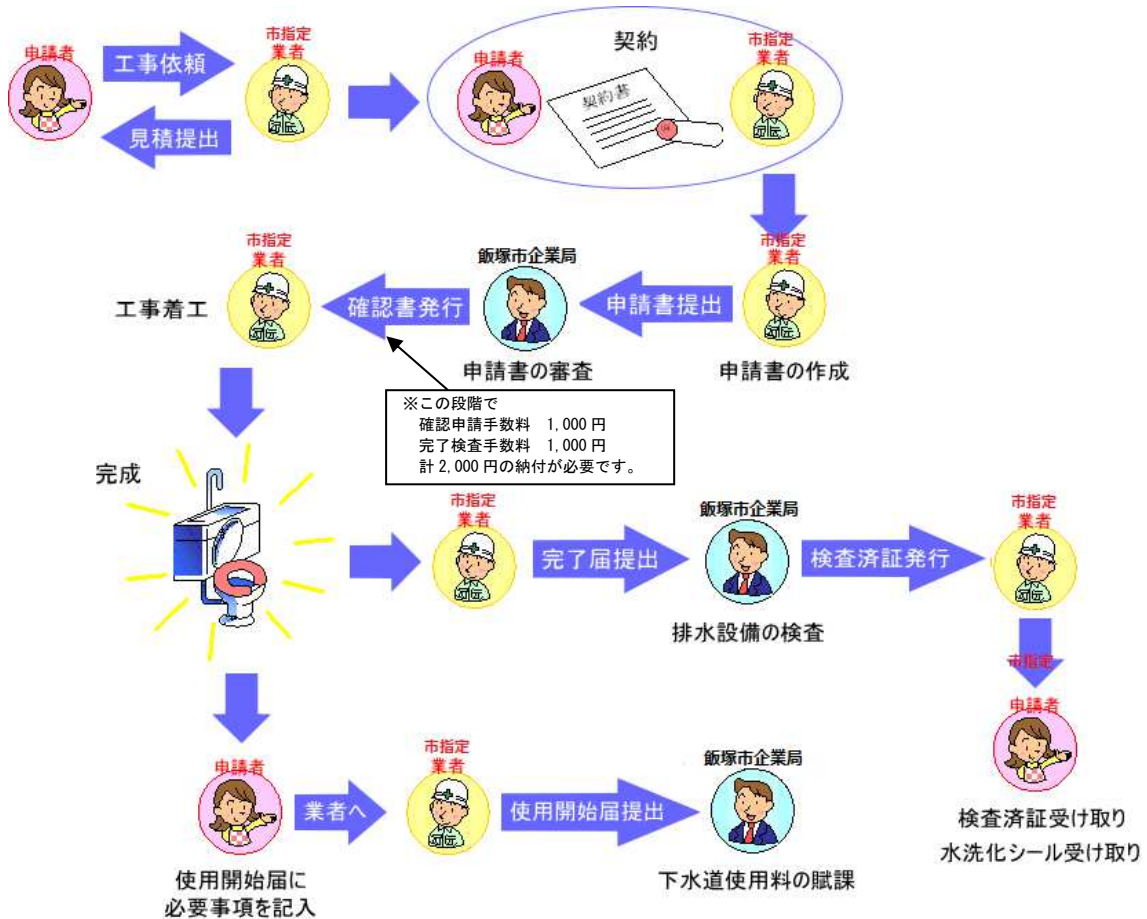 申請者
工事依頼
見積提出
市指定
業者
契約
申請者
契約書
市指定
業者
市指定
業者
申請書の作成
申請書提出
飯塚市企業局
申請書の審査
確認書発行
市指定
業者
工事着工
※この段階で
確認申請手数料 1,000円
完了検査手数料 1,000円
計2,000円の納付が必要です。
完成
市指定
業者
完了届提出
飯塚市企業局
排水設備の検査
検査済証発行
市指定
業者
市指定
申請者
検査済証受け取り
水洗化シール受け取り
申請者
使用開始届に
必要事項を記入
業者へ
市指定
業者
使用開始届提出
飯塚市企業局
下水道使用料の賦課